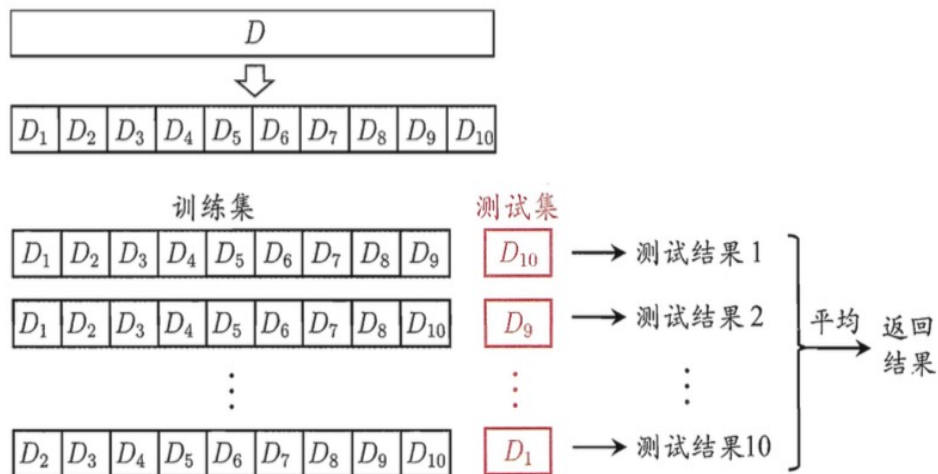 D
D₁ D₂ D₃ D₄ D₅ D₆ D₇ D₈ D₉ D₁₀
训练集 测试集
D₁ D₂ D₃ D₄ D₅ D₆ D₇ D₈ D₉ D₁₀ → 测试结果1
D₁ D₂ D₃ D₄ D₅ D₆ D₇ D₈ D₁₀ D₉ → 测试结果2
平均 返回
结果
⋮ ⋮ ⋮
D₂ D₃ D₄ D₅ D₆ D₇ D₈ D₉ D₁₀ D₁ → 测试结果10